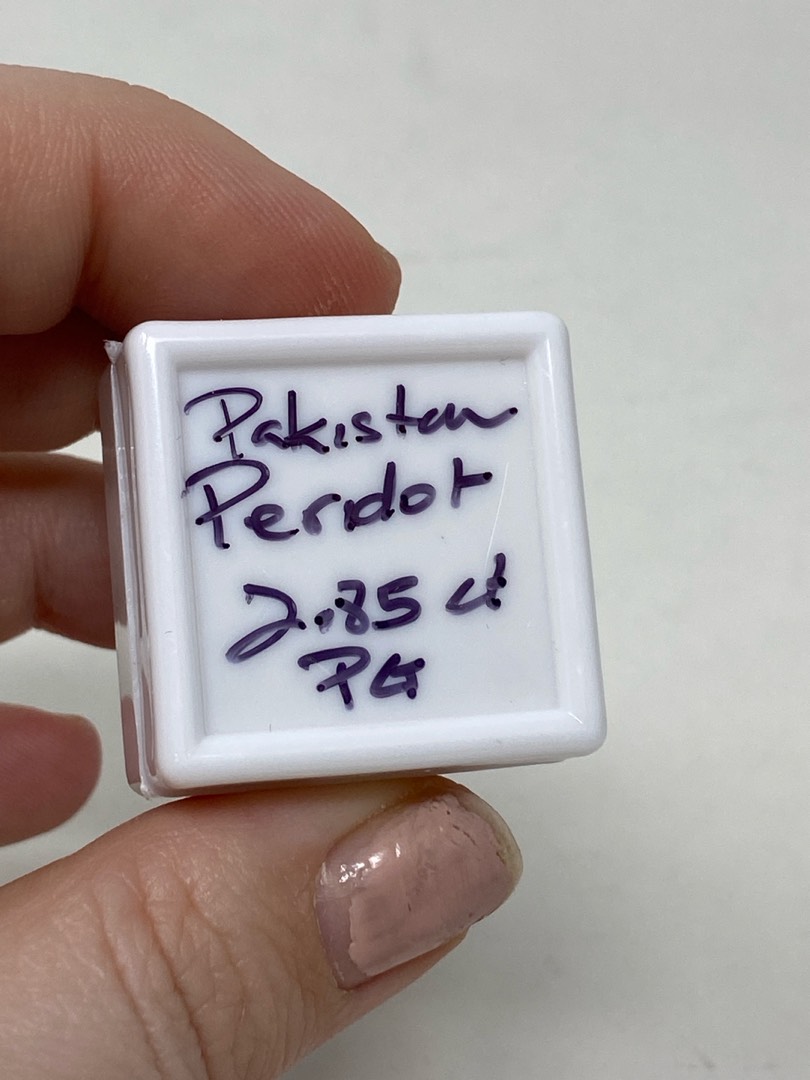 Pakistan
Peridot
2.85 ct
PG